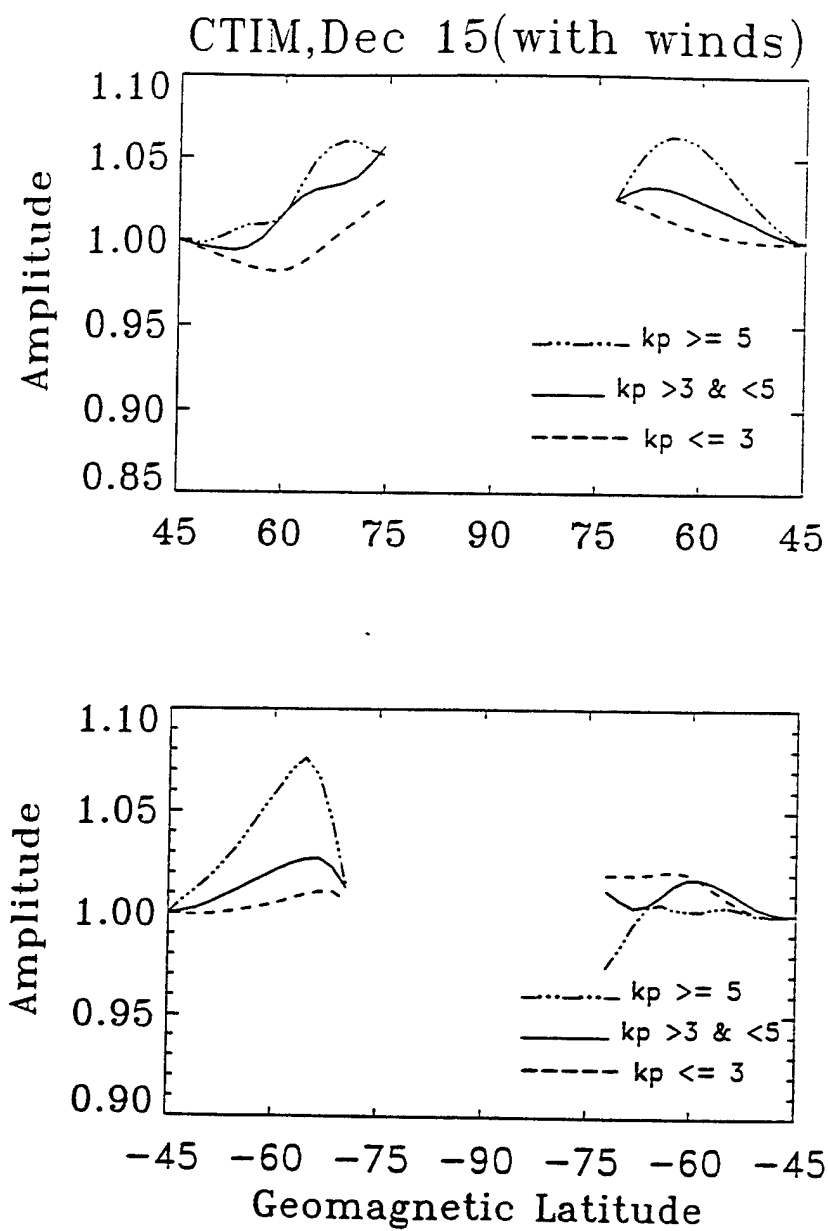 CTIM,Dec 15(with winds)
1.10
1.05
1.00
0.95
0.90
0.85
Amplitude
kp >= 5
kp >3 & <5
kp <= 3
45 60 75 90 75 60 45
1.10
1.05
1.00
0.95
0.90
Amplitude
kp >= 5
kp >3 & <5
kp <= 3
-45 -60 -75 -90 -75 -60 -45
Geomagnetic Latitude